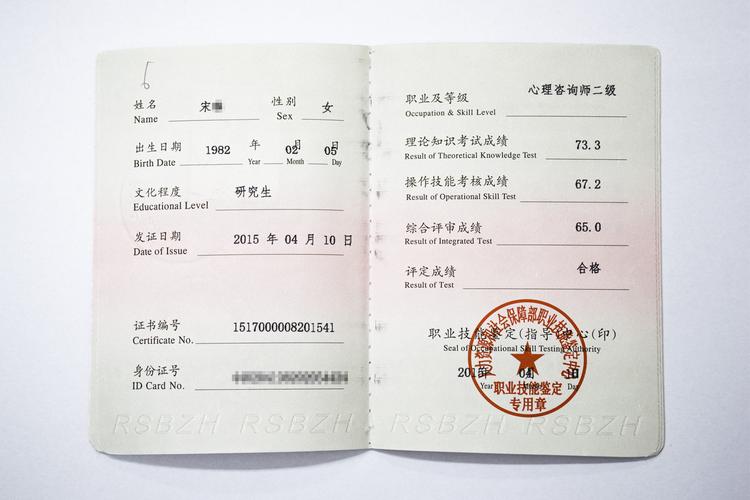 姓名 宋 性别 女
Name Sex
出生日期 1982 年 02 月 05 日
Birth Date Year Month Day
文化程度 研究生
Educational Level
发证日期 2015 年 04 月 10 日
Date of Issue
证书编号 1517000008201541
Certificate No.
身份证号
ID Card No.
RSBZH RSBZH
职业及等级 心理咨询师二级
Occupation & Skill Level
理论知识考试成绩 73.3
Result of Theoretical Knowledge Test
操作技能考核成绩 67.2
Result of Operational Skill Test
综合评审成绩 65.0
Result of Integrated Test
评定成绩 合格
Result of Test
职业技能鉴定(指导)中心(印)
Seal of Occupational Skill Testing Authority
2015 年 04 月 日
Year Day
职业技能鉴定
专用章
RSBZH RSBZH